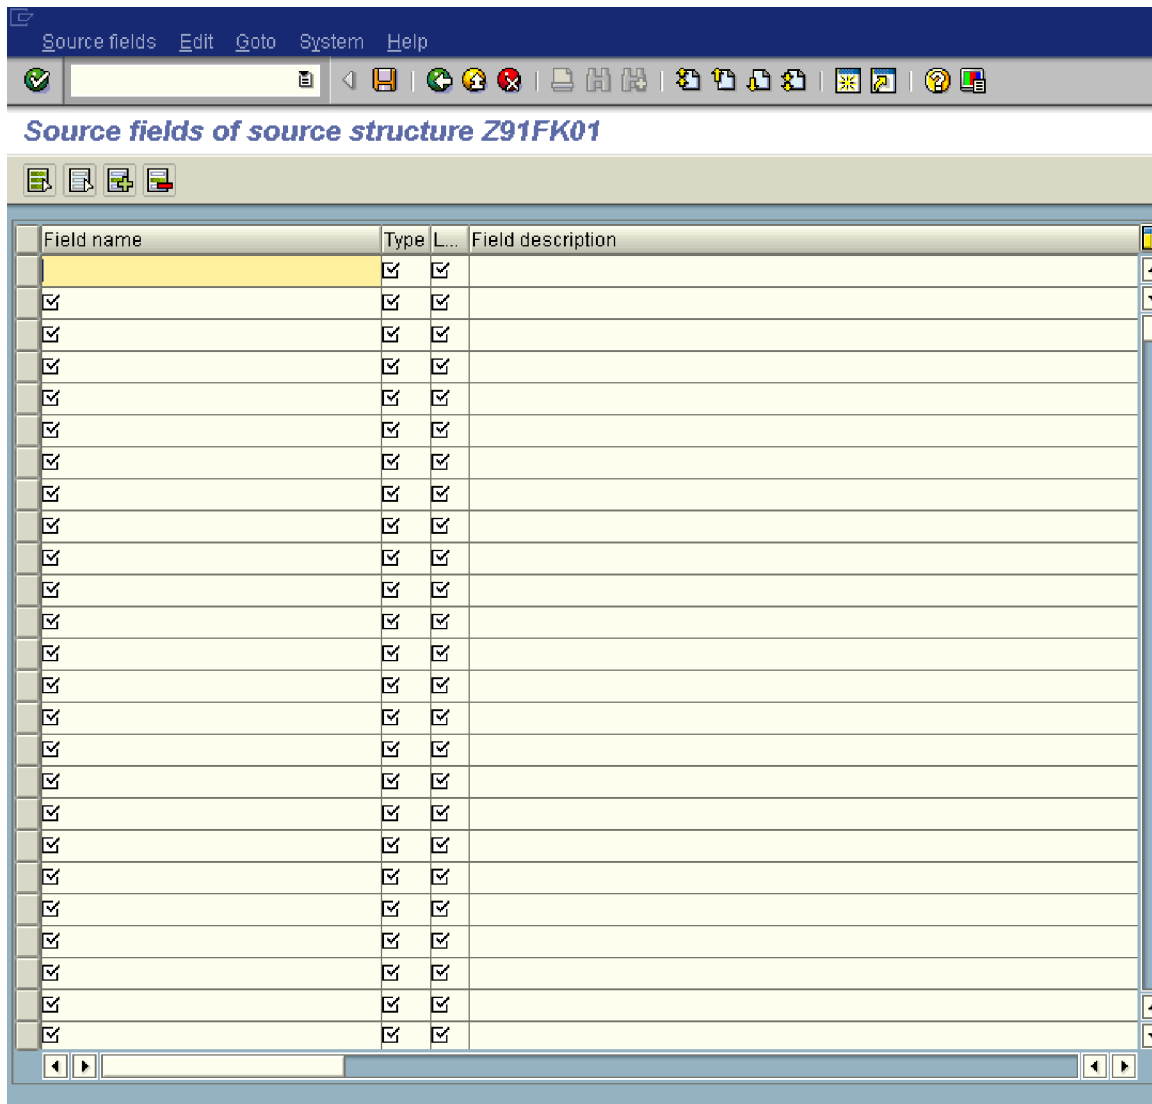 Source fields Edit Goto System Help
Source fields of source structure Z91FK01
Field name Type L... Field description